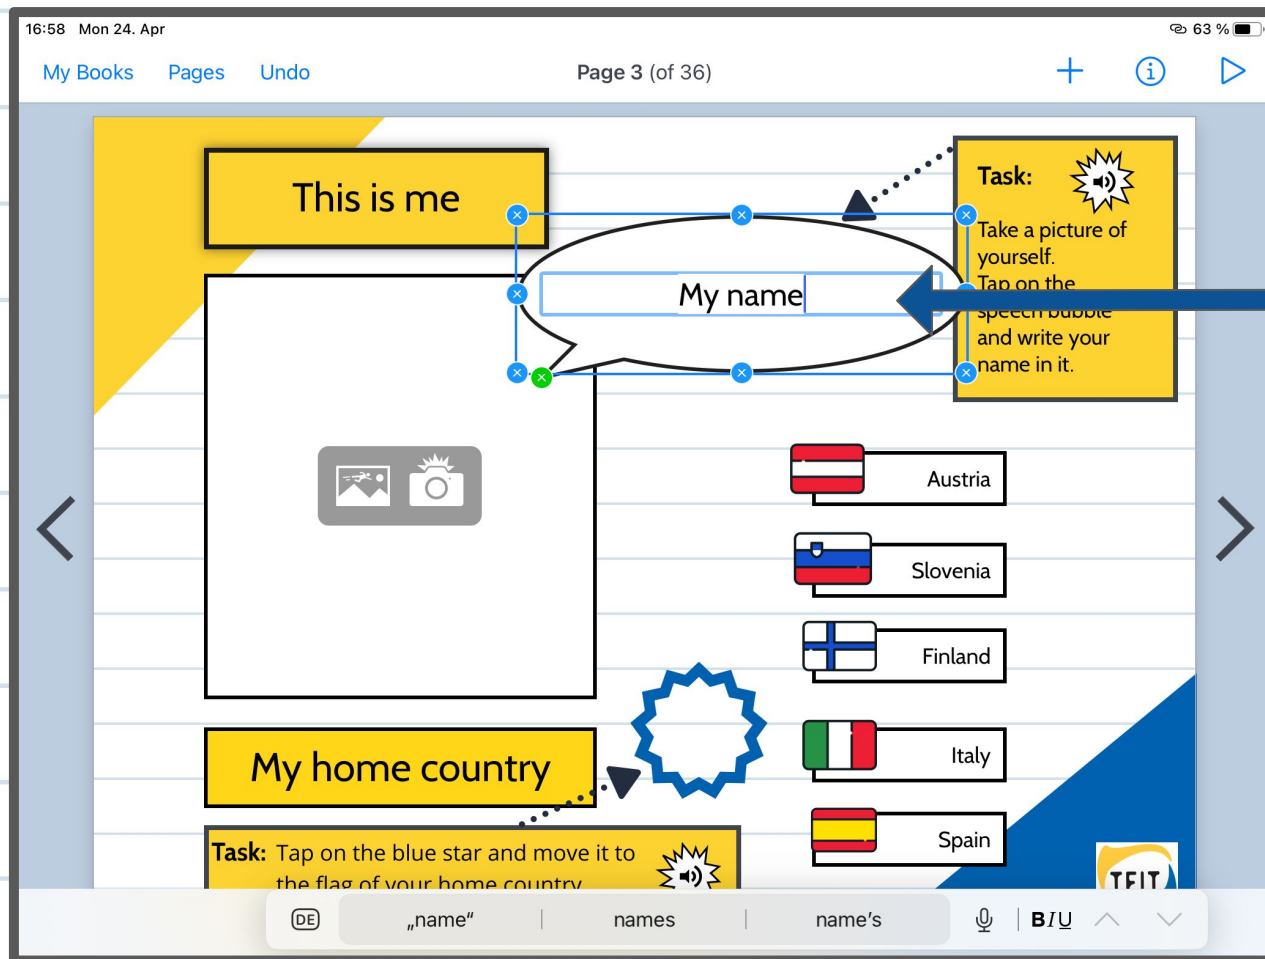 16:58 Mon 24. Apr
63 %
My Books Pages Undo
Page 3 (of 36)
This is me
My name
Task:
Take a picture of
yourself.
Tap on the
speech bubble
and write your
name in it.
Austria
Slovenia
Finland
Italy
Spain
My home country
Task: Tap on the blue star and move it to
the flag of your home country
TEIT
DE „name“ names name's B I U